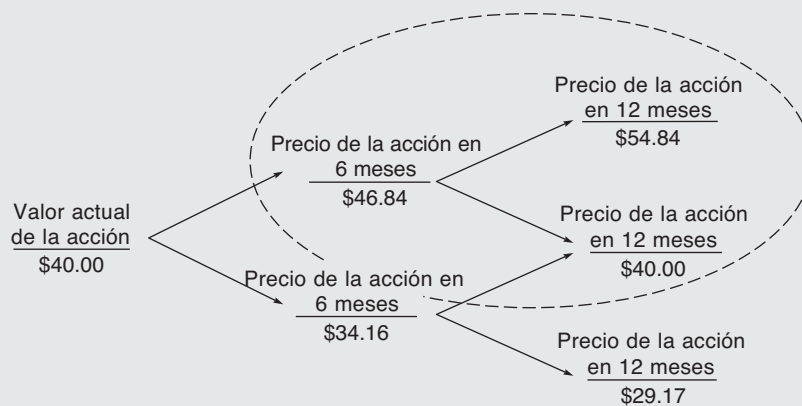 Valor actual
de la acción
$40.00
Precio de la acción en
6 meses
$46.84
Precio de la acción en
6 meses
$34.16
Precio de la acción
en 12 meses
$54.84
Precio de la acción
en 12 meses
$40.00
Precio de la acción
en 12 meses
$29.17